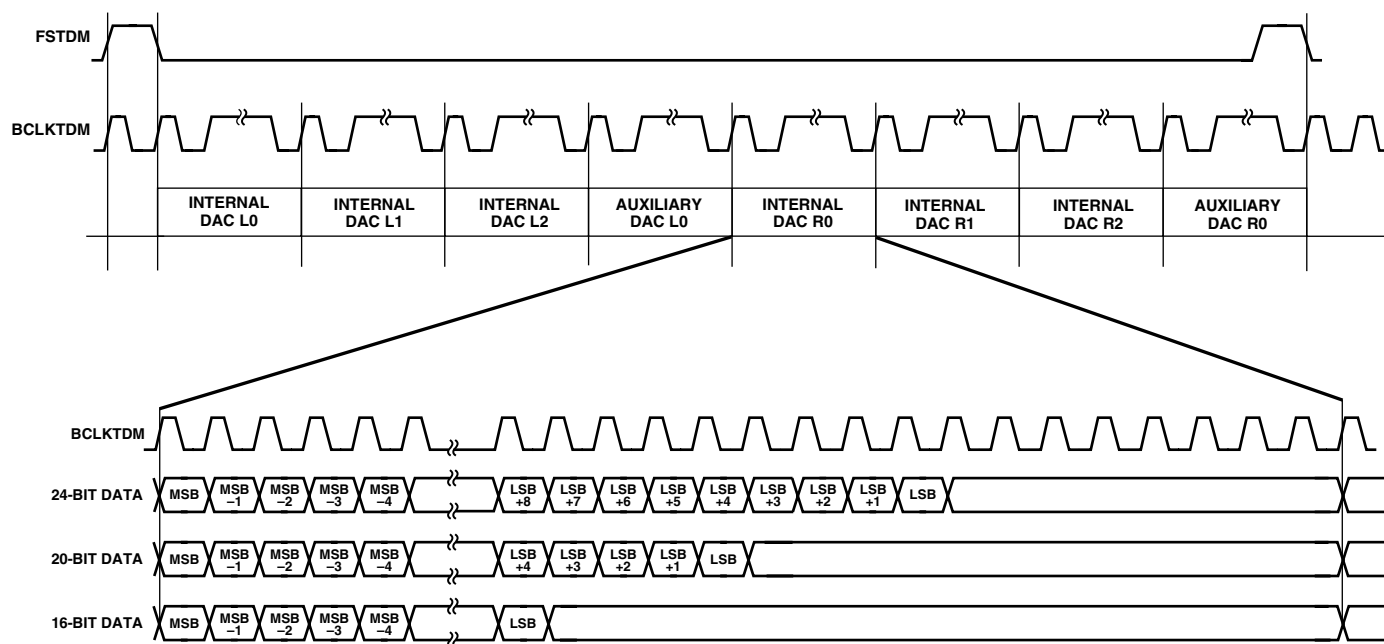 FSTDM
BCLKTDM
INTERNAL DAC L0
INTERNAL DAC L1
INTERNAL DAC L2
AUXILIARY DAC L0
INTERNAL DAC R0
INTERNAL DAC R1
INTERNAL DAC R2
AUXILIARY DAC R0
BCLKTDM
24-BIT DATA MSB MSB –1 MSB –2 MSB –3 MSB –4 LSB +8 LSB +7 LSB +6 LSB +5 LSB +4 LSB +3 LSB +2 LSB +1 LSB
20-BIT DATA MSB MSB –1 MSB –2 MSB –3 MSB –4 LSB +4 LSB +3 LSB +2 LSB +1 LSB
16-BIT DATA MSB MSB –1 MSB –2 MSB –3 MSB –4 LSB